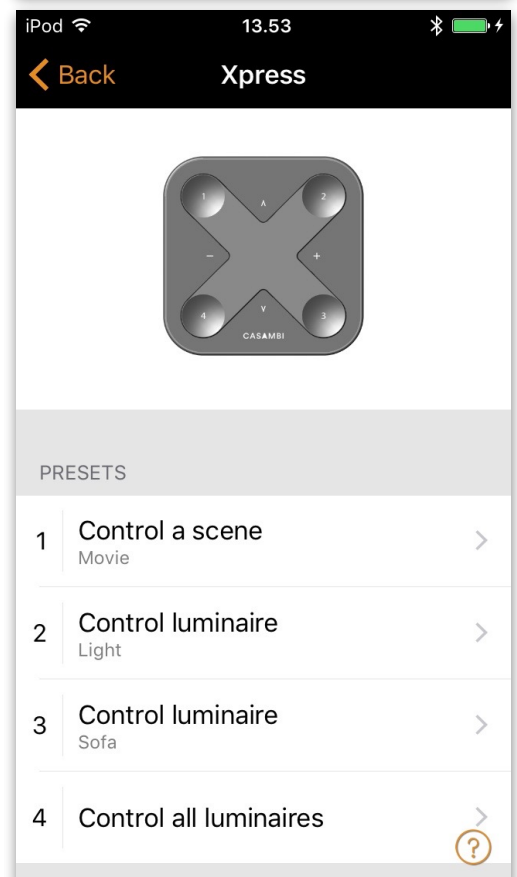 iPod 13.53
Back Xpress
1 ∧ 2
− +
4 ∨ 3
CASAMBI
PRESETS
1 Control a scene
Movie
2 Control luminaire
Light
3 Control luminaire
Sofa
4 Control all luminaires
?